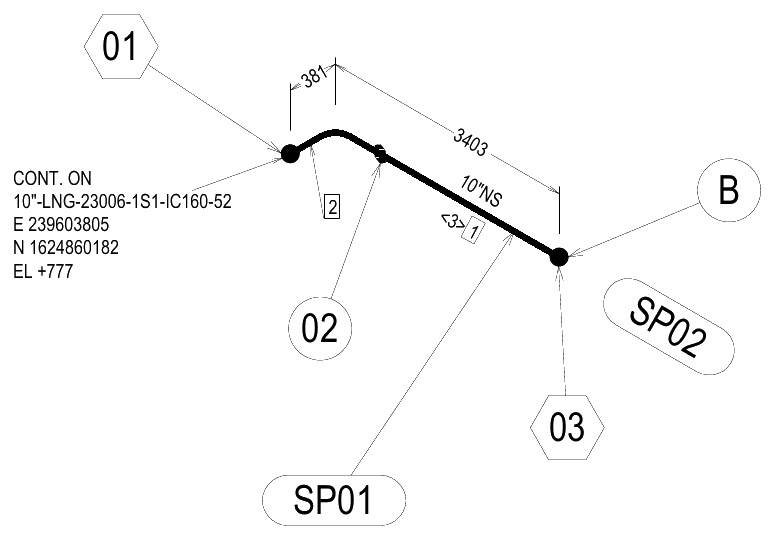 01
381
3403
CONT. ON
10"-LNG-23006-1S1-IC160-52
E 239603805
N 1624860182
EL +777
2
10"NS
<3> 1
B
02
SP02
03
SP01